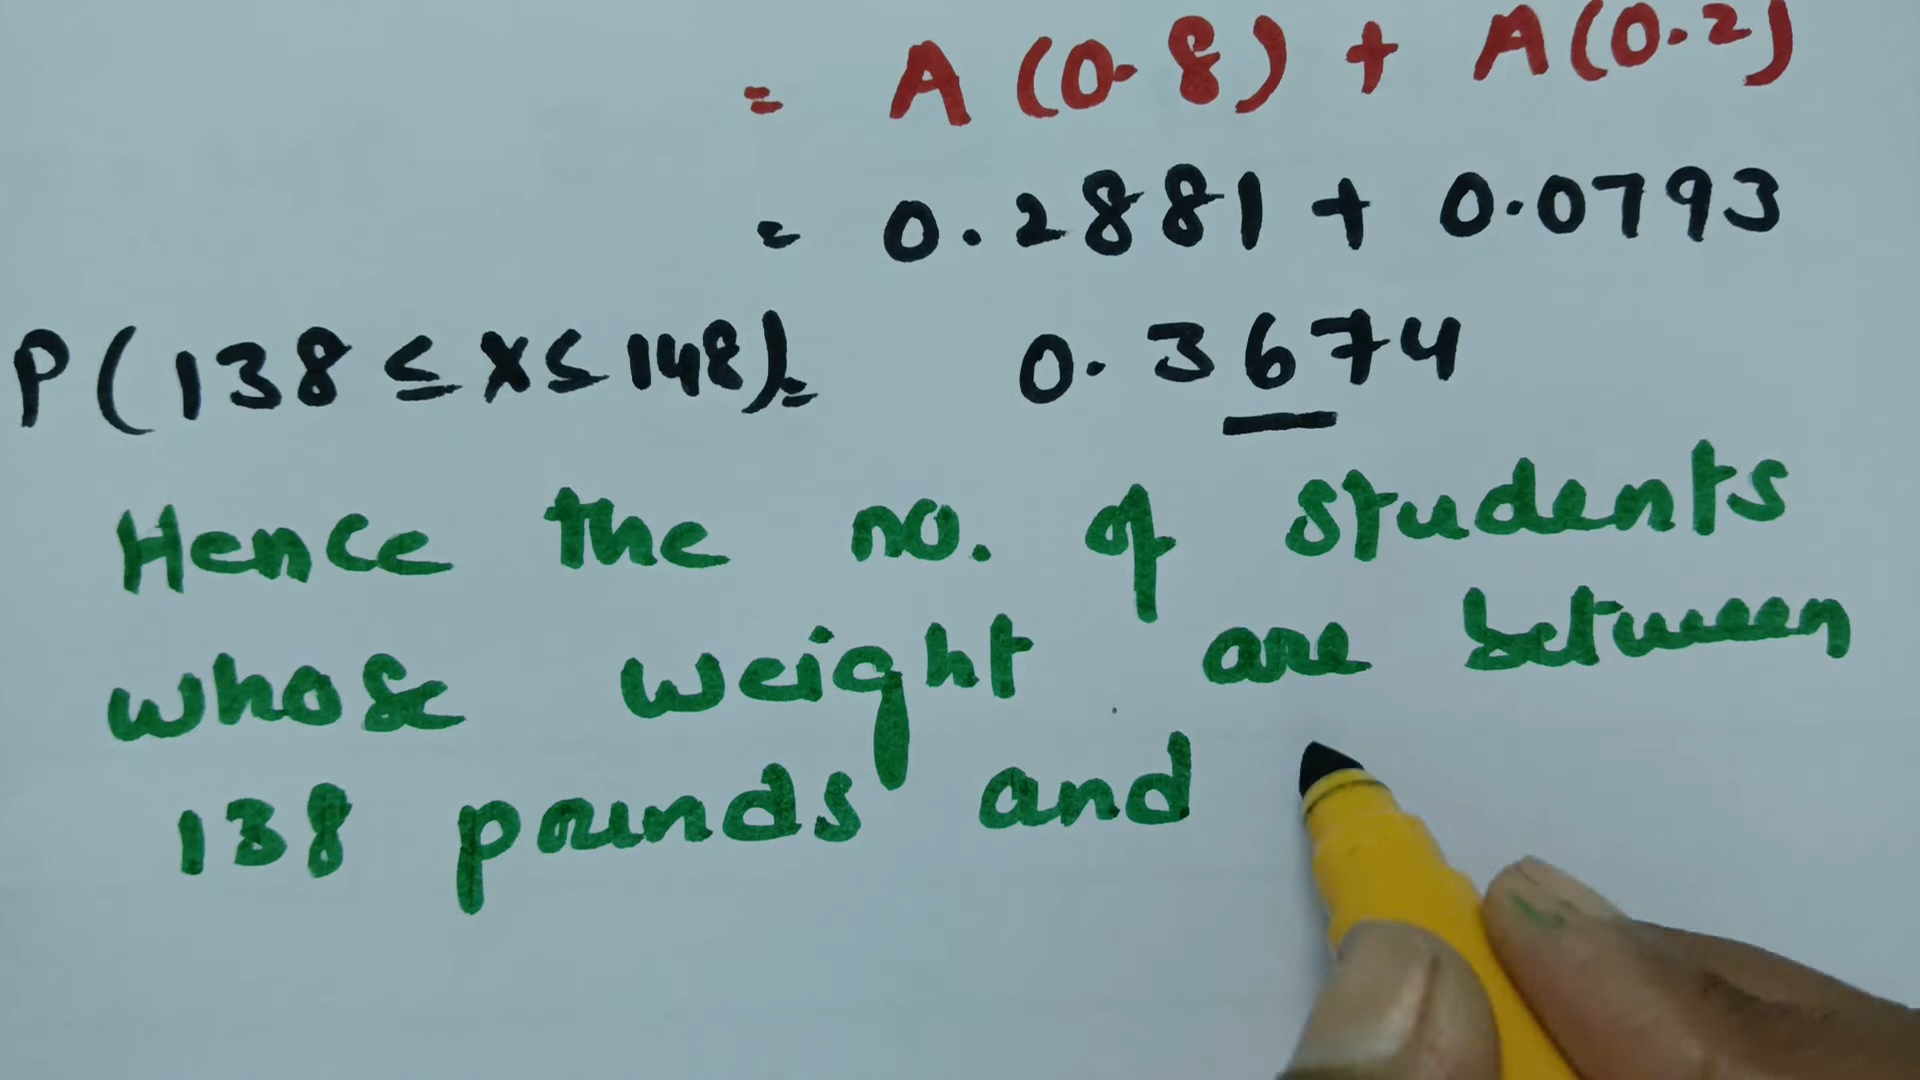 = A (0.8) + A(0.2)
= 0.2881 + 0.0793
P(138 ≤ x ≤ 148) = 0.3674
Hence the no. of students
whose weight are between
138 pounds and